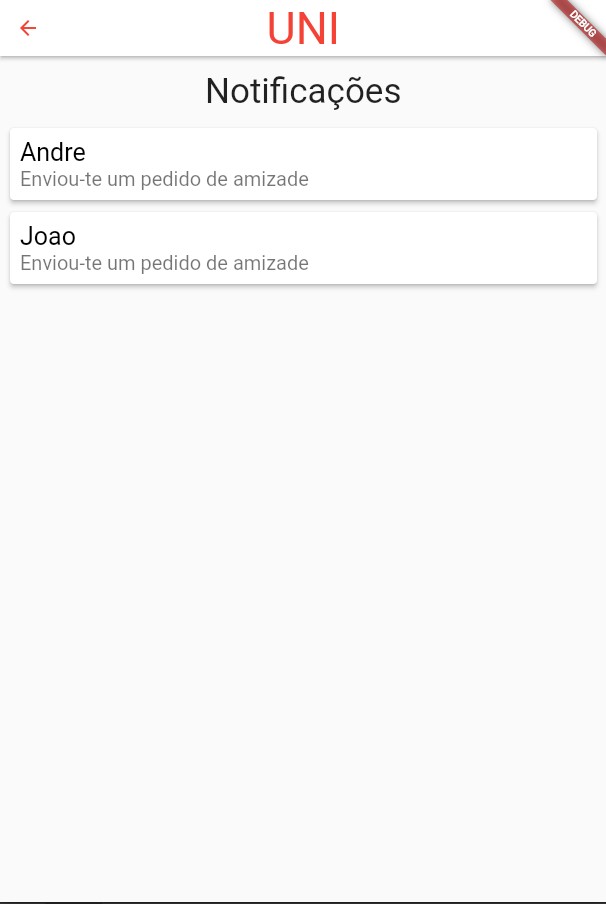 UNI
DEBUG
Notificações
Andre
Enviou-te um pedido de amizade
Joao
Enviou-te um pedido de amizade